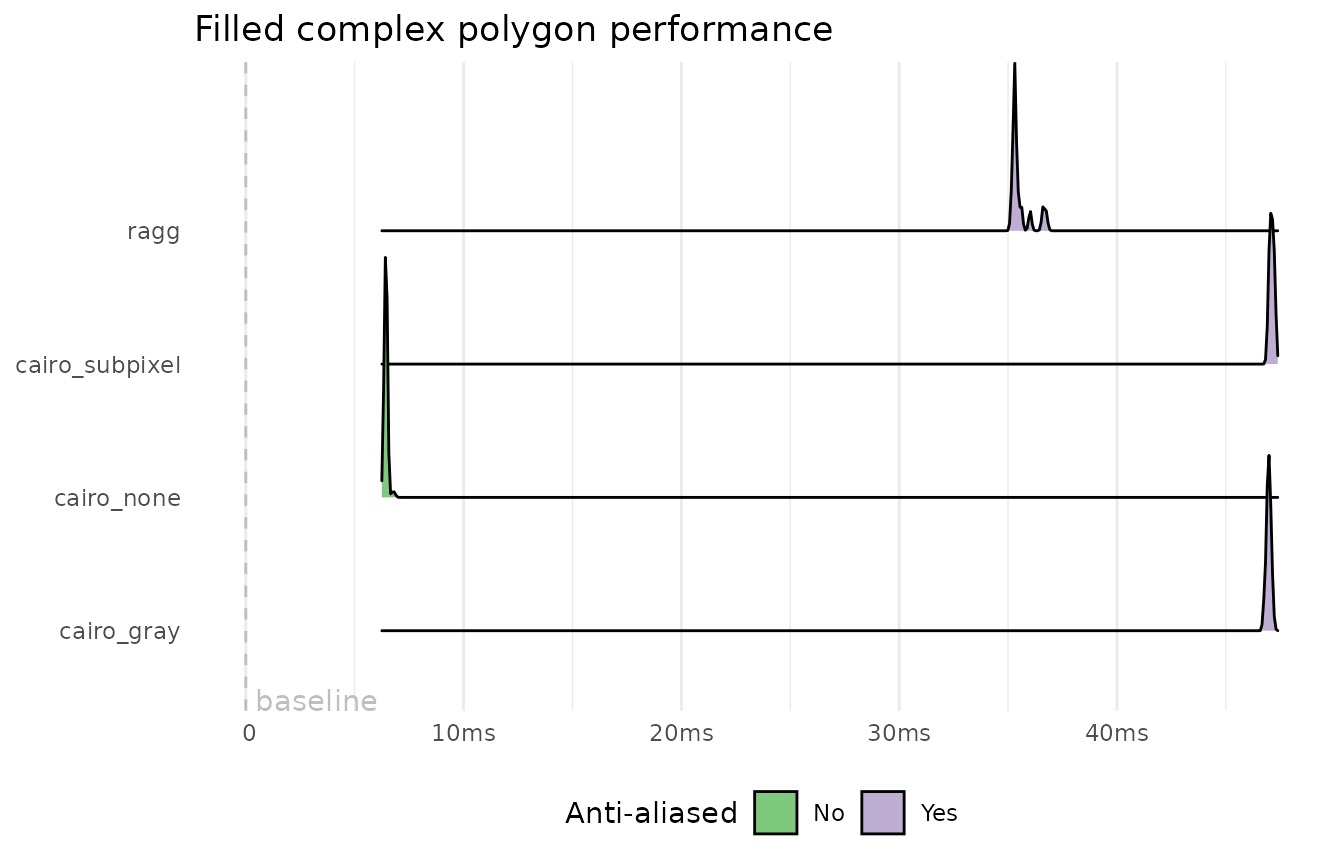 Filled complex polygon performance
ragg
cairo_subpixel
cairo_none
cairo_gray
baseline
0 10ms 20ms 30ms 40ms
Anti-aliased No Yes